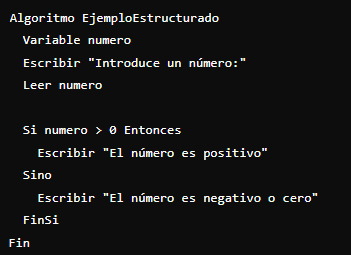 Algoritmo EjemploEstructurado
Variable numero
Escribir "Introduce un número:"
Leer numero
Si numero > 0 Entonces
Escribir "El número es positivo"
Sino
Escribir "El número es negativo o cero"
FinSi
Fin